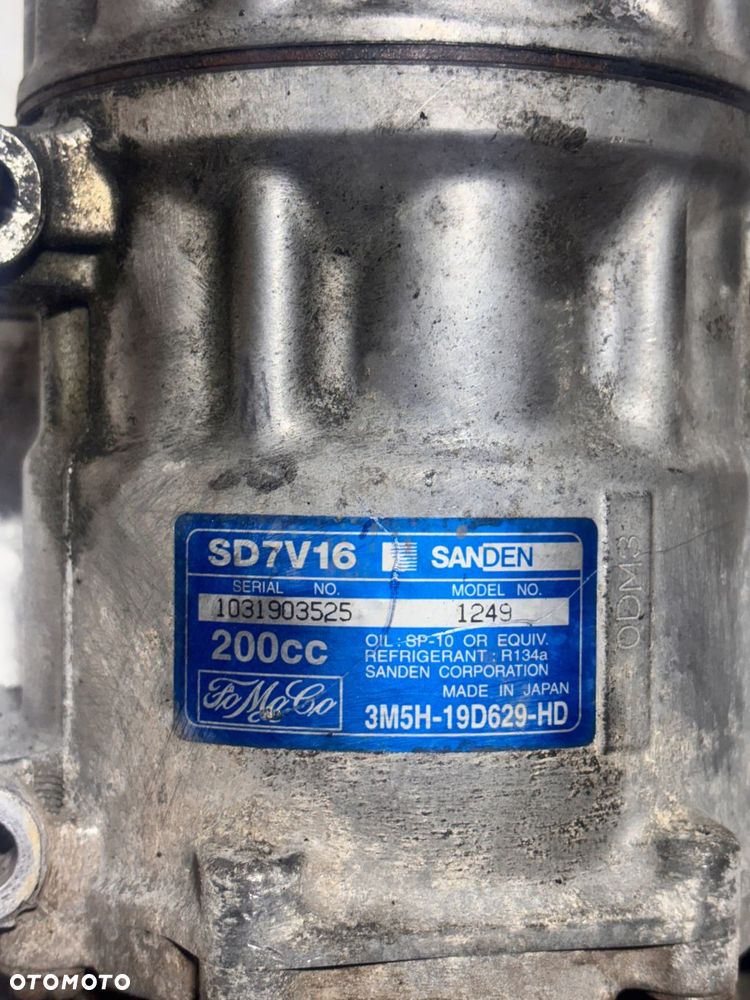 SD7V16 SANDEN
SERIAL NO. MODEL NO.
1031903525 1249
200cc OIL : SP-10 OR EQUIV.
REFRIGERANT : R134a
SANDEN CORPORATION
MADE IN JAPAN
FoMoCo 3M5H-19D629-HD
ODM3
OTOMOTO